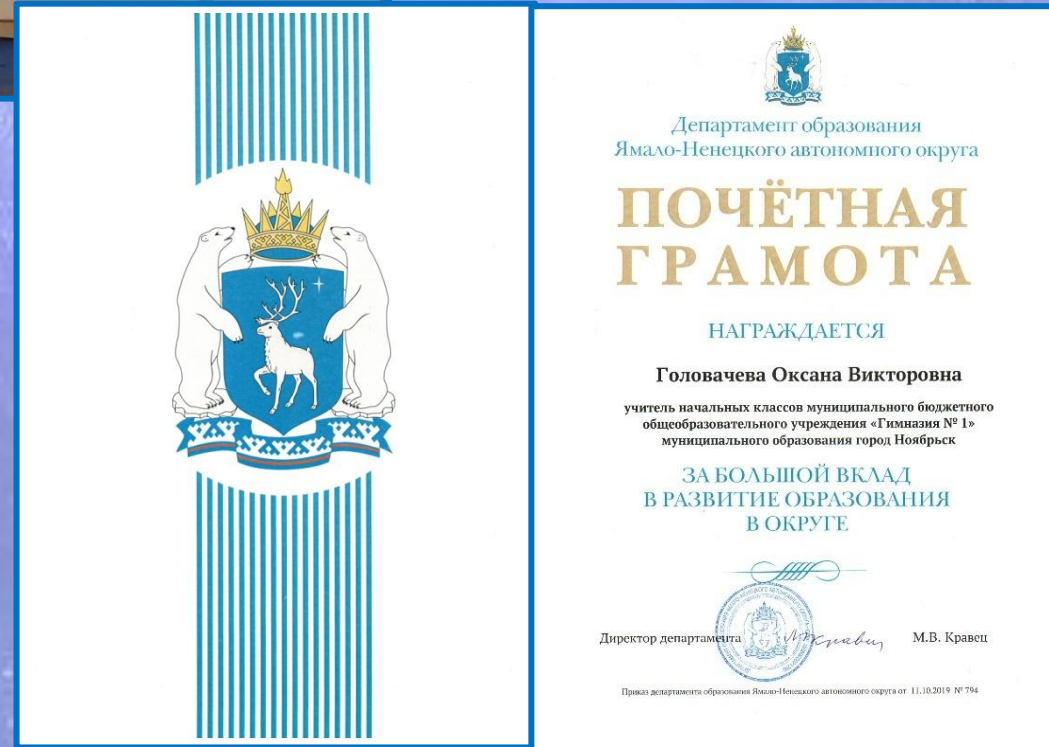 Департамент образования
Ямало-Ненецкого автономного округа
ПОЧЁТНАЯ
ГРАМОТА
НАГРАЖДАЕТСЯ
Головачева Оксана Викторовна
учитель начальных классов муниципального бюджетного
общеобразовательного учреждения «Гимназия № 1»
муниципального образования город Ноябрьск
ЗА БОЛЬШОЙ ВКЛАД
В РАЗВИТИЕ ОБРАЗОВАНИЯ
В ОКРУГЕ
Директор департамента М.В. Кравец
Приказ департамента образования Ямало-Ненецкого автономного округа от 11.10.2019 № 794